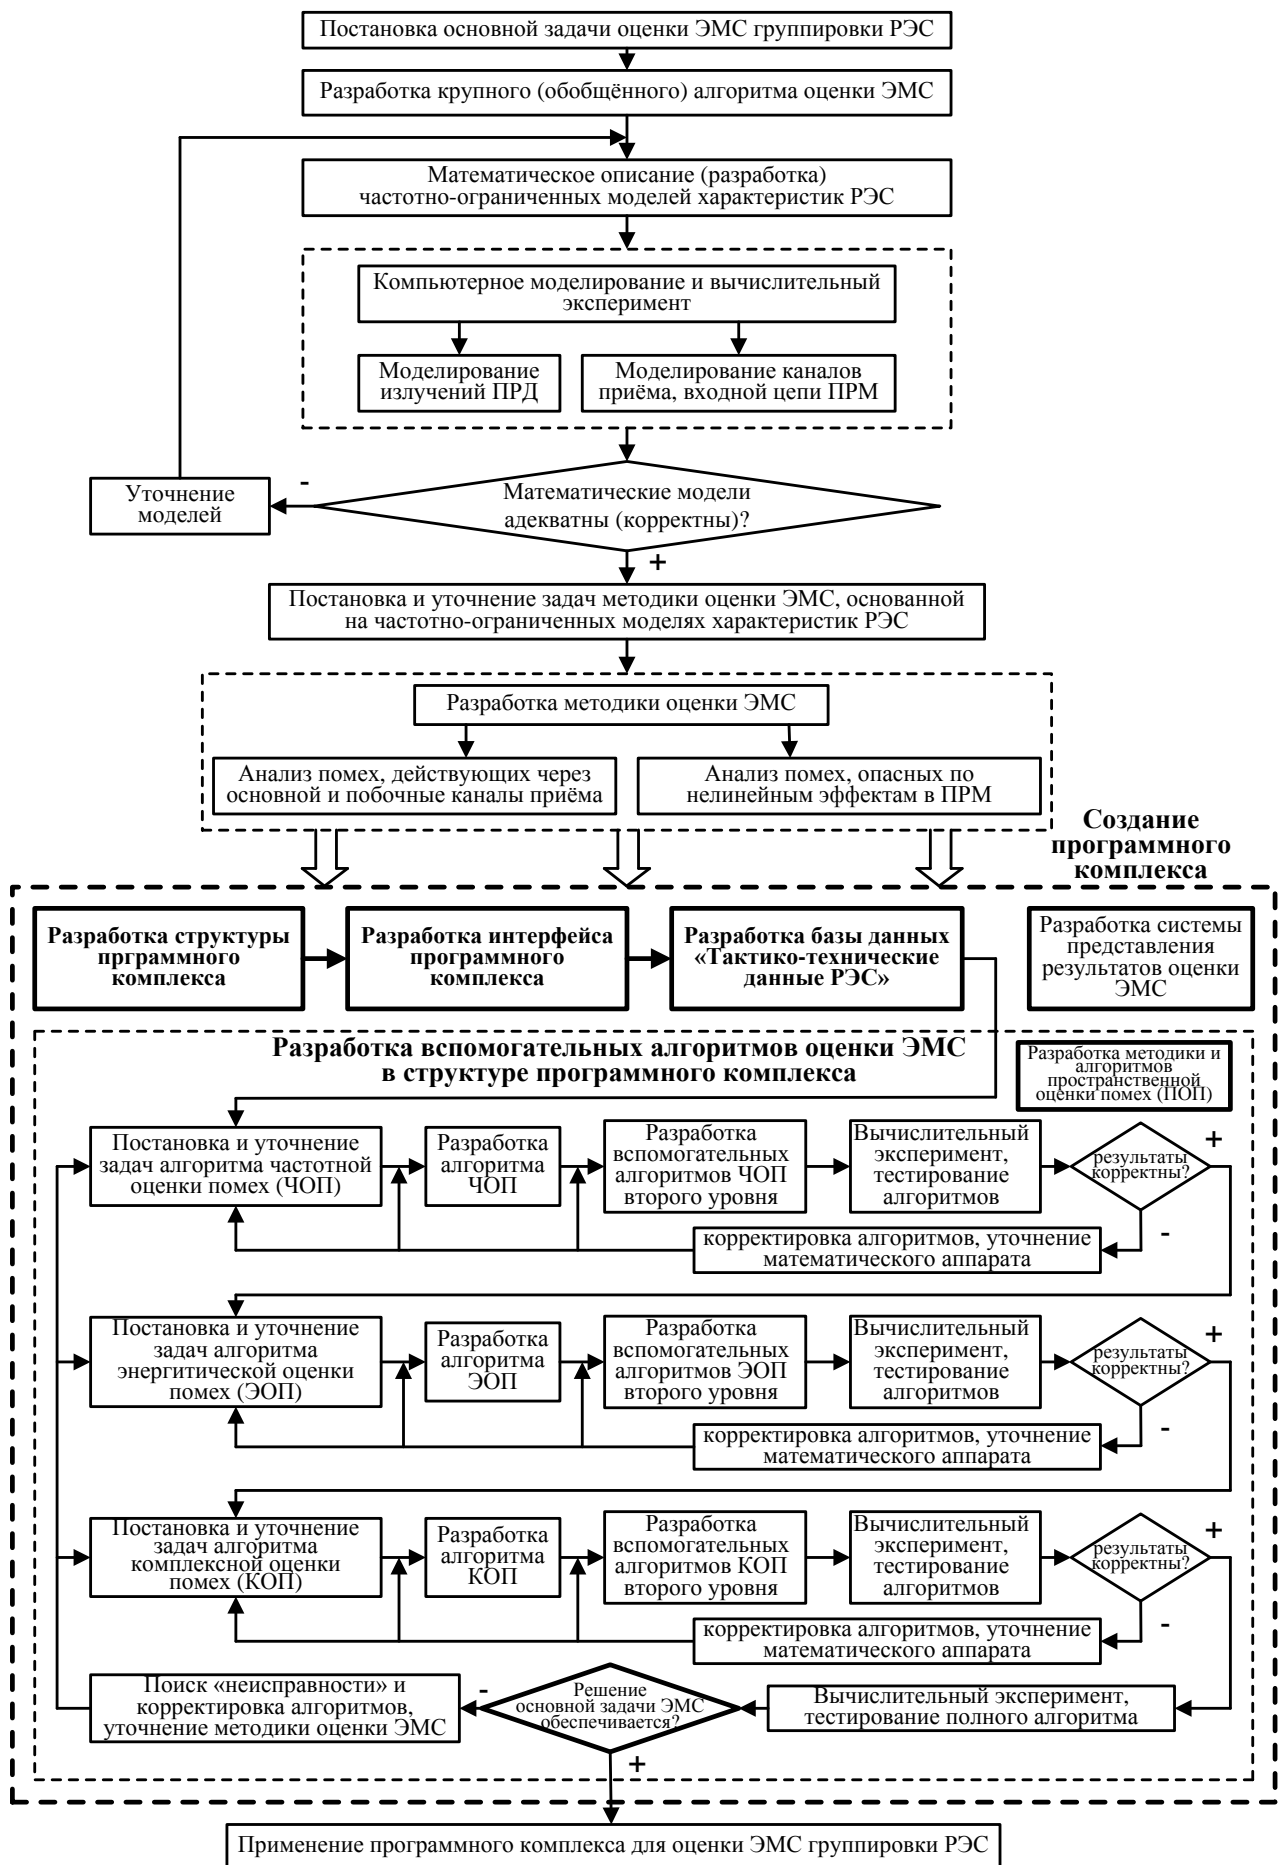 Постановка основной задачи оценки ЭМС группировки РЭС
Разработка крупного (обобщённого) алгоритма оценки ЭМС
Математическое описание (разработка)
частотно-ограниченных моделей характеристик РЭС
Компьютерное моделирование и вычислительный
эксперимент
Моделирование
излучений ПРД
Моделирование каналов
приёма, входной цепи ПРМ
Уточнение
моделей
-
Математические модели
адекватны (корректны)?
+
Постановка и уточнение задач методики оценки ЭМС, основанной
на частотно-ограниченных моделях характеристик РЭС
Разработка методики оценки ЭМС
Анализ помех, действующих через
основной и побочные каналы приёма
Анализ помех, опасных по
нелинейным эффектам в ПРМ
Создание
программного
комплекса
Разработка структуры
прграммного
комплекса
Разработка интерфейса
программного
комплекса
Разработка базы данных
«Тактико-технические
данные РЭС»
Разработка системы
представления
результатов оценки
ЭМС
Разработка вспомогательных алгоритмов оценки ЭМС
в структуре программного комплекса
Разработка методики и
алгоритмов
пространственной
оценки помех (ПОП)
Постановка и уточнение
задач алгоритма частотной
оценки помех (ЧОП)
Разработка
алгоритма
ЧОП
Разработка
вспомогательных
алгоритмов ЧОП
второго уровня
Вычислительный
эксперимент,
тестирование
алгоритмов
результаты
корректны?
+
-
корректировка алгоритмов, уточнение
математического аппарата
Постановка и уточнение
задач алгоритма
энергитической оценки
помех (ЭОП)
Разработка
алгоритма
ЭОП
Разработка
вспомогательных
алгоритмов ЭОП
второго уровня
Вычислительный
эксперимент,
тестирование
алгоритмов
результаты
корректны?
+
-
корректировка алгоритмов, уточнение
математического аппарата
Постановка и уточнение
задач алгоритма
комплексной оценки
помех (КОП)
Разработка
алгоритма
КОП
Разработка
вспомогательных
алгоритмов КОП
второго уровня
Вычислительный
эксперимент,
тестирование
алгоритмов
результаты
корректны?
+
-
корректировка алгоритмов, уточнение
математического аппарата
Поиск «неисправности» и
корректировка алгоритмов,
уточнение методики оценки ЭМС
-
Решение
основной задачи ЭМС
обеспечивается?
Вычислительный эксперимент,
тестирование полного алгоритма
+
Применение программного комплекса для оценки ЭМС группировки РЭС